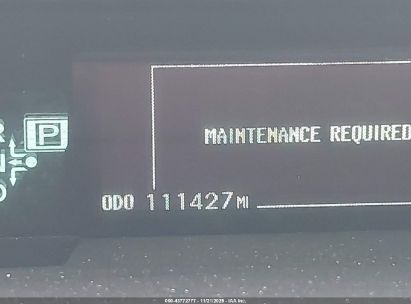 R
P
N
D
MAINTENANCE REQUIRED
ODO 111427 MI